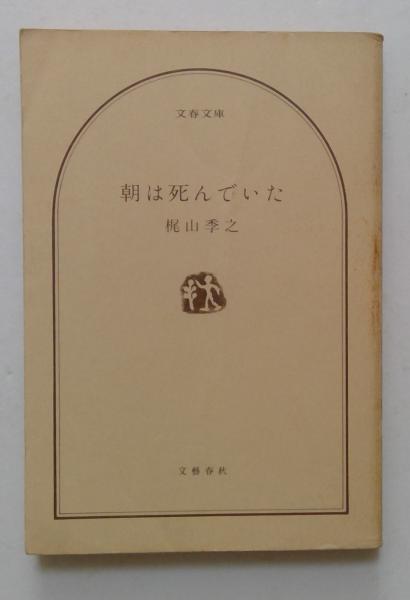 文春文庫
朝は死んでいた
梶山季之
文藝春秋